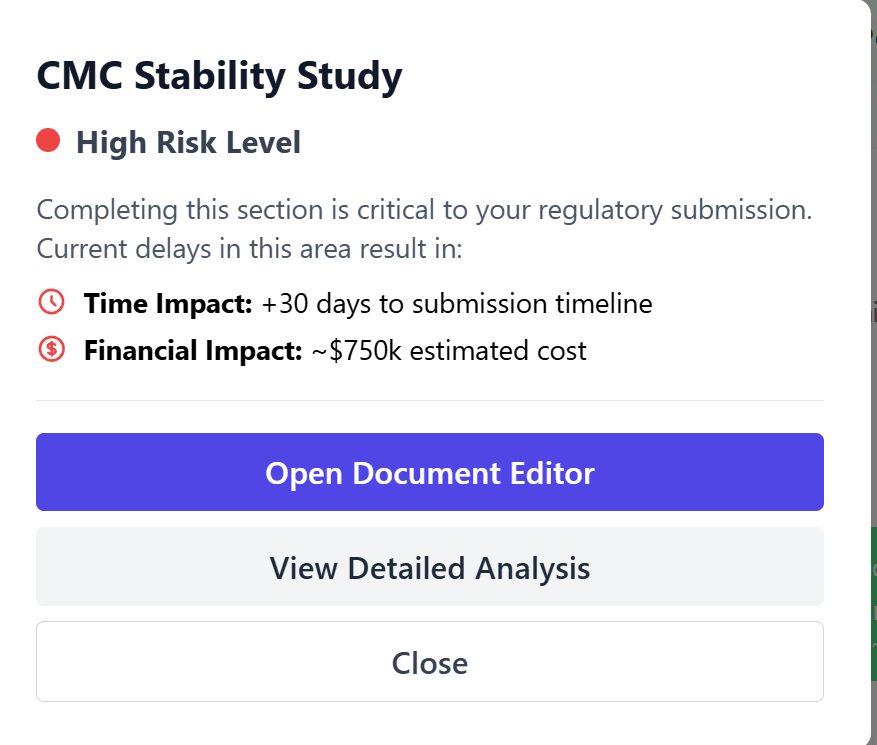 CMC Stability Study
High Risk Level
Completing this section is critical to your regulatory submission.
Current delays in this area result in:
Time Impact: +30 days to submission timeline
Financial Impact: ~$750k estimated cost
Open Document Editor
View Detailed Analysis
Close